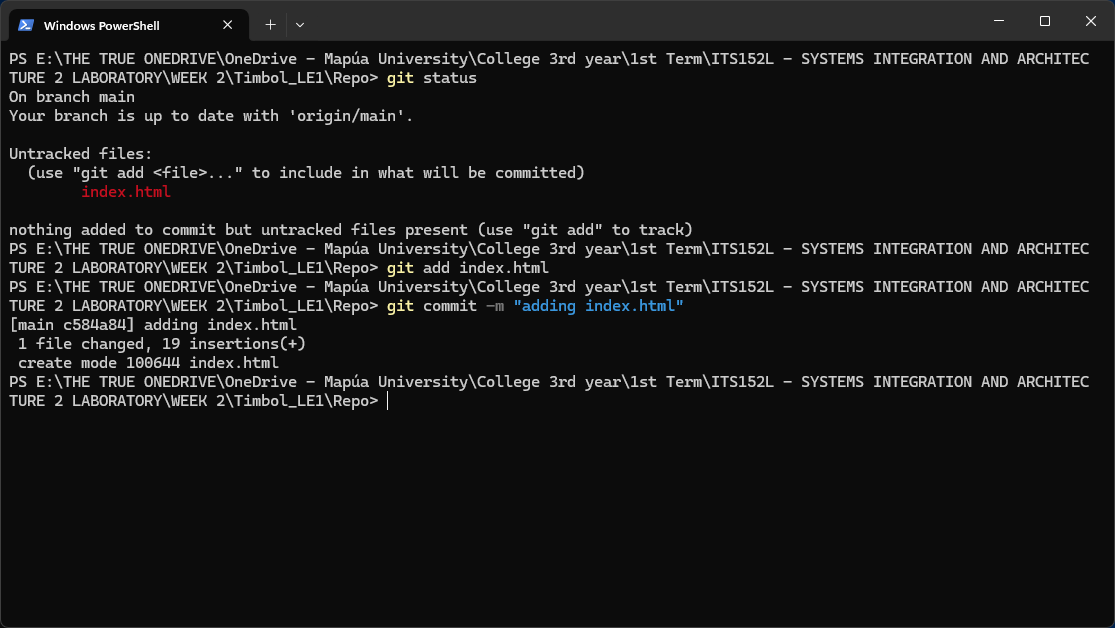 Windows PowerShell
PS E:\THE TRUE ONEDRIVE\OneDrive - Mapúa University\College 3rd year\1st Term\ITS152L - SYSTEMS INTEGRATION AND ARCHITEC
TURE 2 LABORATORY\WEEK 2\Timbol_LE1\Repo> git status
On branch main
Your branch is up to date with 'origin/main'.
Untracked files:
  (use "git add <file>..." to include in what will be committed)
        index.html
nothing added to commit but untracked files present (use "git add" to track)
PS E:\THE TRUE ONEDRIVE\OneDrive - Mapúa University\College 3rd year\1st Term\ITS152L - SYSTEMS INTEGRATION AND ARCHITEC
TURE 2 LABORATORY\WEEK 2\Timbol_LE1\Repo> git add index.html
PS E:\THE TRUE ONEDRIVE\OneDrive - Mapúa University\College 3rd year\1st Term\ITS152L - SYSTEMS INTEGRATION AND ARCHITEC
TURE 2 LABORATORY\WEEK 2\Timbol_LE1\Repo> git commit -m "adding index.html"
[main c584a84] adding index.html
 1 file changed, 19 insertions(+)
 create mode 100644 index.html
PS E:\THE TRUE ONEDRIVE\OneDrive - Mapúa University\College 3rd year\1st Term\ITS152L - SYSTEMS INTEGRATION AND ARCHITEC
TURE 2 LABORATORY\WEEK 2\Timbol_LE1\Repo>